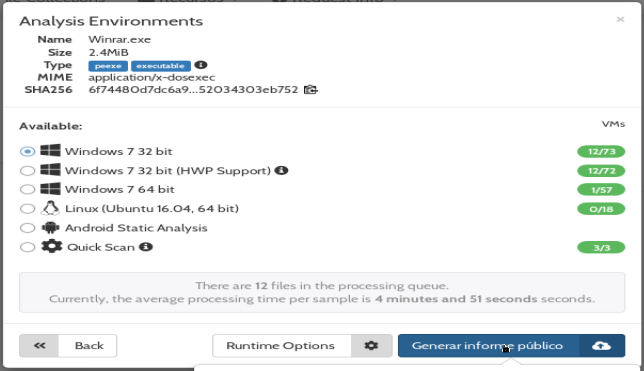 Analysis Environments
×
Name Winrar.exe
Size 2.4MiB
Type peexe executable
MIME application/x-dosexec
SHA256 6f74480d7dc6a9...52034303eb752
Available: VMs
Windows 7 32 bit 12/73
Windows 7 32 bit (HWP Support) 12/72
Windows 7 64 bit 1/57
Linux (Ubuntu 16.04, 64 bit) 0/18
Android Static Analysis
Quick Scan 3/3
There are 12 files in the processing queue.
Currently, the average processing time per sample is 4 minutes and 51 seconds seconds.
Back Runtime Options Generar informe público